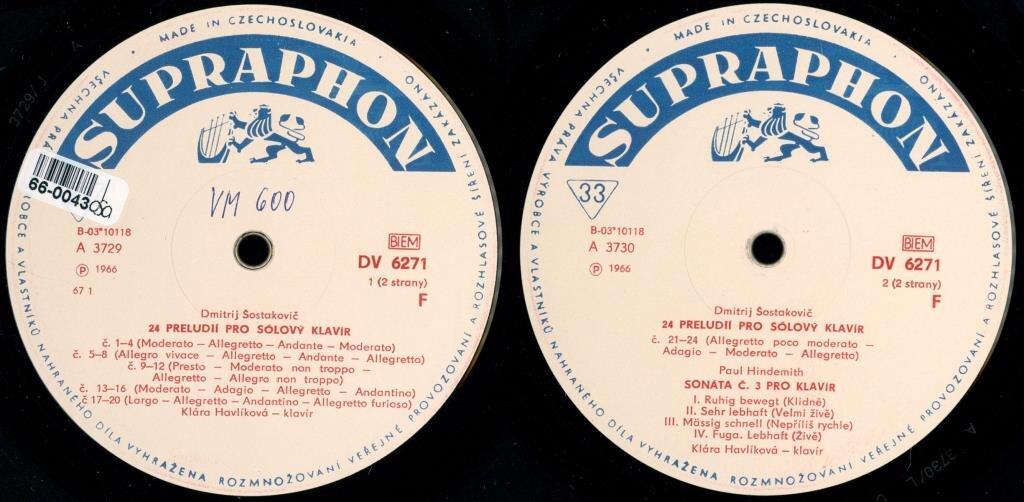 MADE IN CZECHOSLOVAKIA
SUPRAPHON
66-0043
VM 600
B-03*10118
A 3729
Ⓟ 1966
67 1
BIEM
DV 6271
1 (2 strany)
F
Dmitrij Šostakovič
24 PRELUDIÍ PRO SÓLOVÝ KLAVÍR
č. 1—4 (Moderato — Allegretto — Andante — Moderato)
č. 5—8 (Allegro vivace — Allegretto — Andante — Allegretto)
č. 9—12 (Presto — Moderato non troppo —
Allegretto — Allegro non troppo)
č. 13—16 (Moderato — Adagio — Allegretto — Andantino)
č 17—20 (Largo — Allegretto — Andantino — Allegretto furioso)
Klára Havlíková — klavír
VŠECHNA PRÁVA VÝROBCE A VLASTNÍKŮ NAHRANÉHO DÍLA VYHRAŽENA ROZMNOŽOVÁNÍ VEŘEJNÉ PROVOZOVÁNÍ A ROZHLASOVÉ ŠÍŘENÍ ZAKÁZÁNO
3729/J
MADE IN CZECHOSLOVAKIA
SUPRAPHON
33
B-03*10118
A 3730
Ⓟ 1966
BIEM
DV 6271
2 (2 strany)
F
Dmitrij Šostakovič
24 PRELUDIÍ PRO SÓLOVÝ KLAVÍR
č. 21—24 (Allegretto poco moderato —
Adagio — Moderato — Allegretto)
Paul Hindemith
SONÁTA Č. 3 PRO KLAVÍR
I. Ruhig bewegt (Klidně)
II. Sehr lebhaft (Velmi živě)
III. Mässig schnell (Nepříliš rychle)
IV. Fuga. Lebhaft (Živě)
Klára Havlíková — klavír
VŠECHNA PRÁVA VÝROBCE A VLASTNÍKŮ NAHRANÉHO DÍLA VYHRAŽENA ROZMNOŽOVÁNÍ VEŘEJNÉ PROVOZOVÁNÍ A ROZHLASOVÉ ŠÍŘENÍ ZAKÁZÁNO